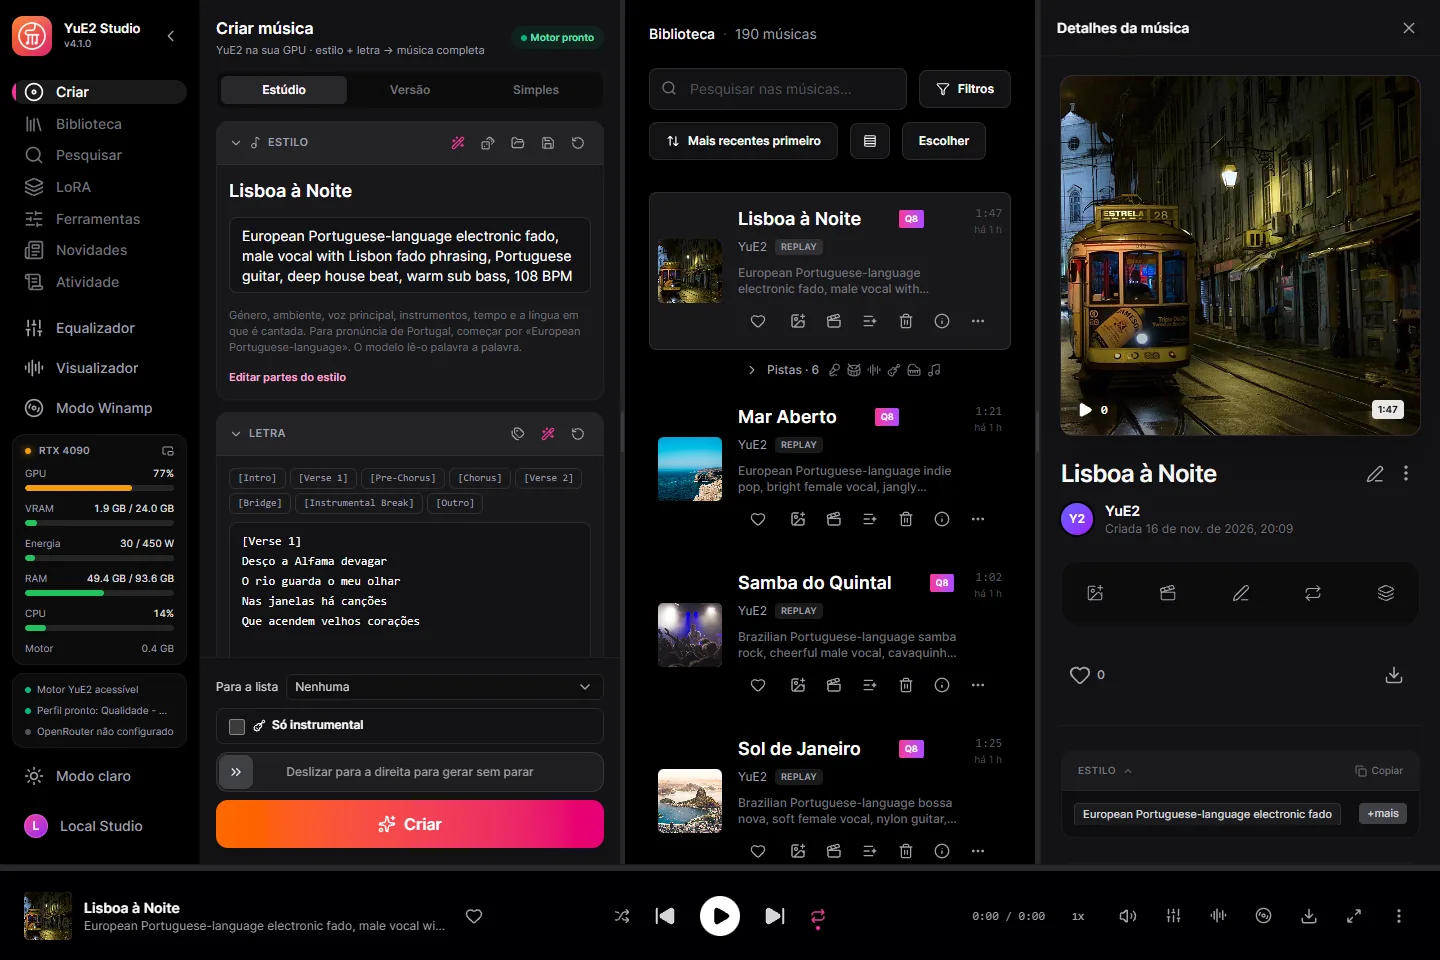 YuE2 Studio
v4.1.0
Criar
Biblioteca
Pesquisar
LoRA
Ferramentas
Novidades
Atividade
Equalizador
Visualizador
Modo Winamp
RTX 4090
GPU 77%
VRAM 1.9 GB / 24.0 GB
Energia 30 / 450 W
RAM 49.4 GB / 93.6 GB
CPU 14%
Motor 0.4 GB
Motor YuE2 acessível
Perfil pronto: Qualidade - ...
OpenRouter não configurado
Modo claro
L Local Studio
Criar música
YuE2 na sua GPU · estilo + letra → música completa
Motor pronto
Estúdio Versão Simples
ESTILO
Lisboa à Noite
European Portuguese-language electronic fado,
male vocal with Lisbon fado phrasing, Portuguese
guitar, deep house beat, warm sub bass, 108 BPM
Género, ambiente, voz principal, instrumentos, tempo e a língua em
que é cantada. Para pronúncia de Portugal, começar por «European
Portuguese-language». O modelo lê-o palavra a palavra.
Editar partes do estilo
LETRA
[Intro] [Verse 1] [Pre-Chorus] [Chorus] [Verse 2]
[Bridge] [Instrumental Break] [Outro]
[Verse 1]
Desço a Alfama devagar
O rio guarda o meu olhar
Nas janelas há canções
Que acendem velhos corações
Para a lista Nenhuma
Só instrumental
Deslizar para a direita para gerar sem parar
Criar
Biblioteca · 190 músicas
Pesquisar nas músicas...
Filtros
Mais recentes primeiro
Escolher
Lisboa à Noite Q8 1:47
há 1 h
YuE2 REPLAY
European Portuguese-language
electronic fado, male vocal with...
Pistas · 6
Mar Aberto Q8 1:21
há 1 h
YuE2 REPLAY
European Portuguese-language indie
pop, bright female vocal, jangly...
Samba do Quintal Q8 1:02
há 1 h
YuE2 REPLAY
Brazilian Portuguese-language samba
rock, cheerful male vocal, cavaquinh...
Sol de Janeiro Q8 1:25
há 1 h
YuE2 REPLAY
Brazilian Portuguese-language bossa
nova, soft female vocal, nylon guitar,...
Detalhes da música
ESTRELA 28
0
1:47
Lisboa à Noite
Y2 YuE2
Criada 16 de nov. de 2026, 20:09
0
ESTILO
Copiar
European Portuguese-language electronic fado
+mais
Lisboa à Noite
European Portuguese-language electronic fado, male vocal wi...
0:00 / 0:00
1x